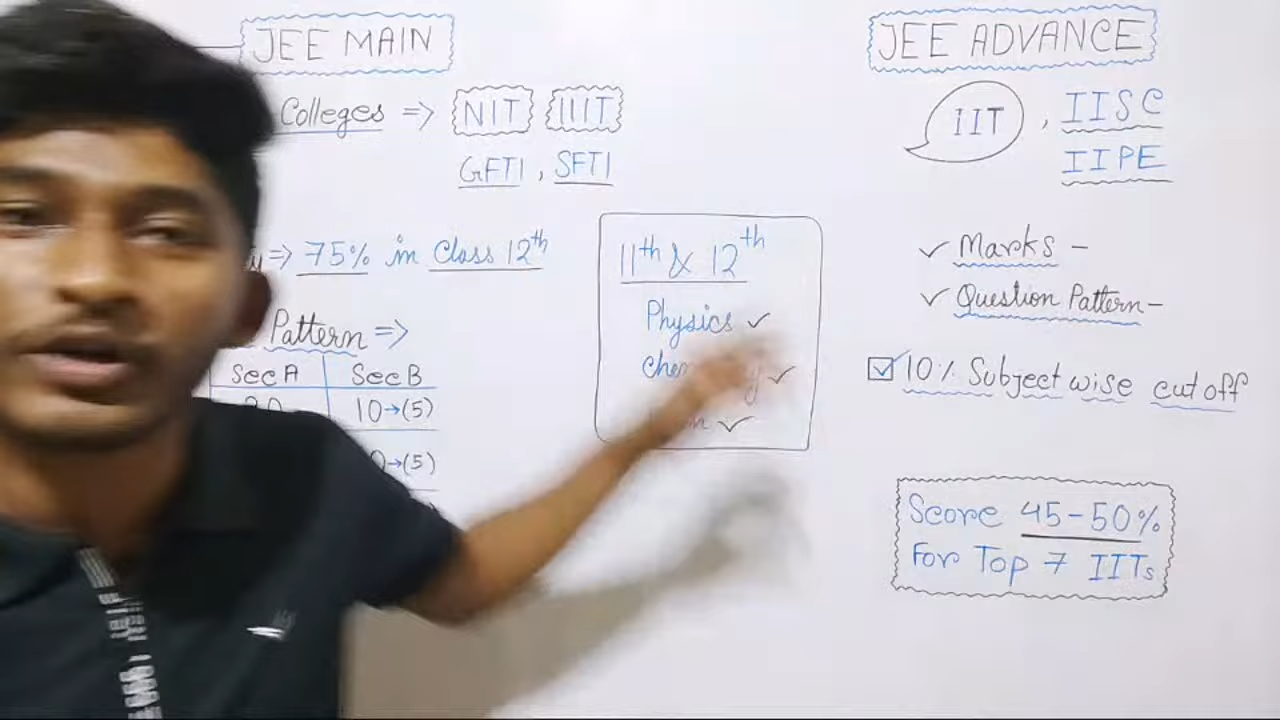 JEE MAIN
Colleges => NIT IIIT
GFTI, SFTI
=> 75% in Class 12th
Pattern =>
Sec A Sec B
10→(5)
→(5)
11th & 12th
Physics ✓
✓
✓
JEE ADVANCE
IIT, IISC
IIPE
✓ Marks -
✓ Question Pattern-
☑ 10% Subject wise cut off
Score 45-50%
For Top 7 IITs